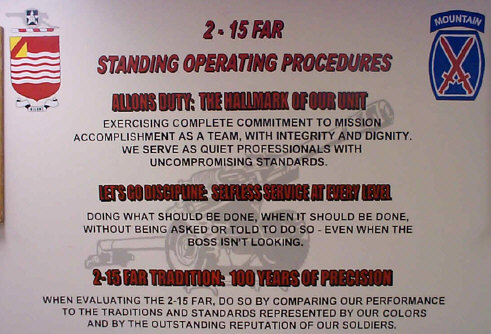 2-15 FAR
MOUNTAIN
STANDING OPERATING PROCEDURES
ALLONS
ALLONS DUTY: THE HALLMARK OF OUR UNIT
EXERCISING COMPLETE COMMITMENT TO MISSION
ACCOMPLISHMENT AS A TEAM, WITH INTEGRITY AND DIGNITY.
WE SERVE AS QUIET PROFESSIONALS WITH
UNCOMPROMISING STANDARDS.
LET'S GO DISCIPLINE: SELFLESS SERVICE AT EVERY LEVEL
DOING WHAT SHOULD BE DONE, WHEN IT SHOULD BE DONE,
WITHOUT BEING ASKED OR TOLD TO DO SO - EVEN WHEN THE
BOSS ISN'T LOOKING.
2-15 FAR TRADITION: 100 YEARS OF PRECISION
WHEN EVALUATING THE 2-15 FAR, DO SO BY COMPARING OUR PERFORMANCE
TO THE TRADITIONS AND STANDARDS REPRESENTED BY OUR COLORS
AND BY THE OUTSTANDING REPUTATION OF OUR SOLDIERS.